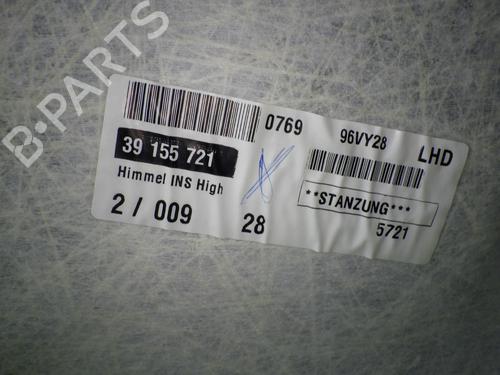 B-PARTS
0769
96VY28
LHD
39 155 721
Himmel INS High
**STANZUNG***
2 / 009
28
5721